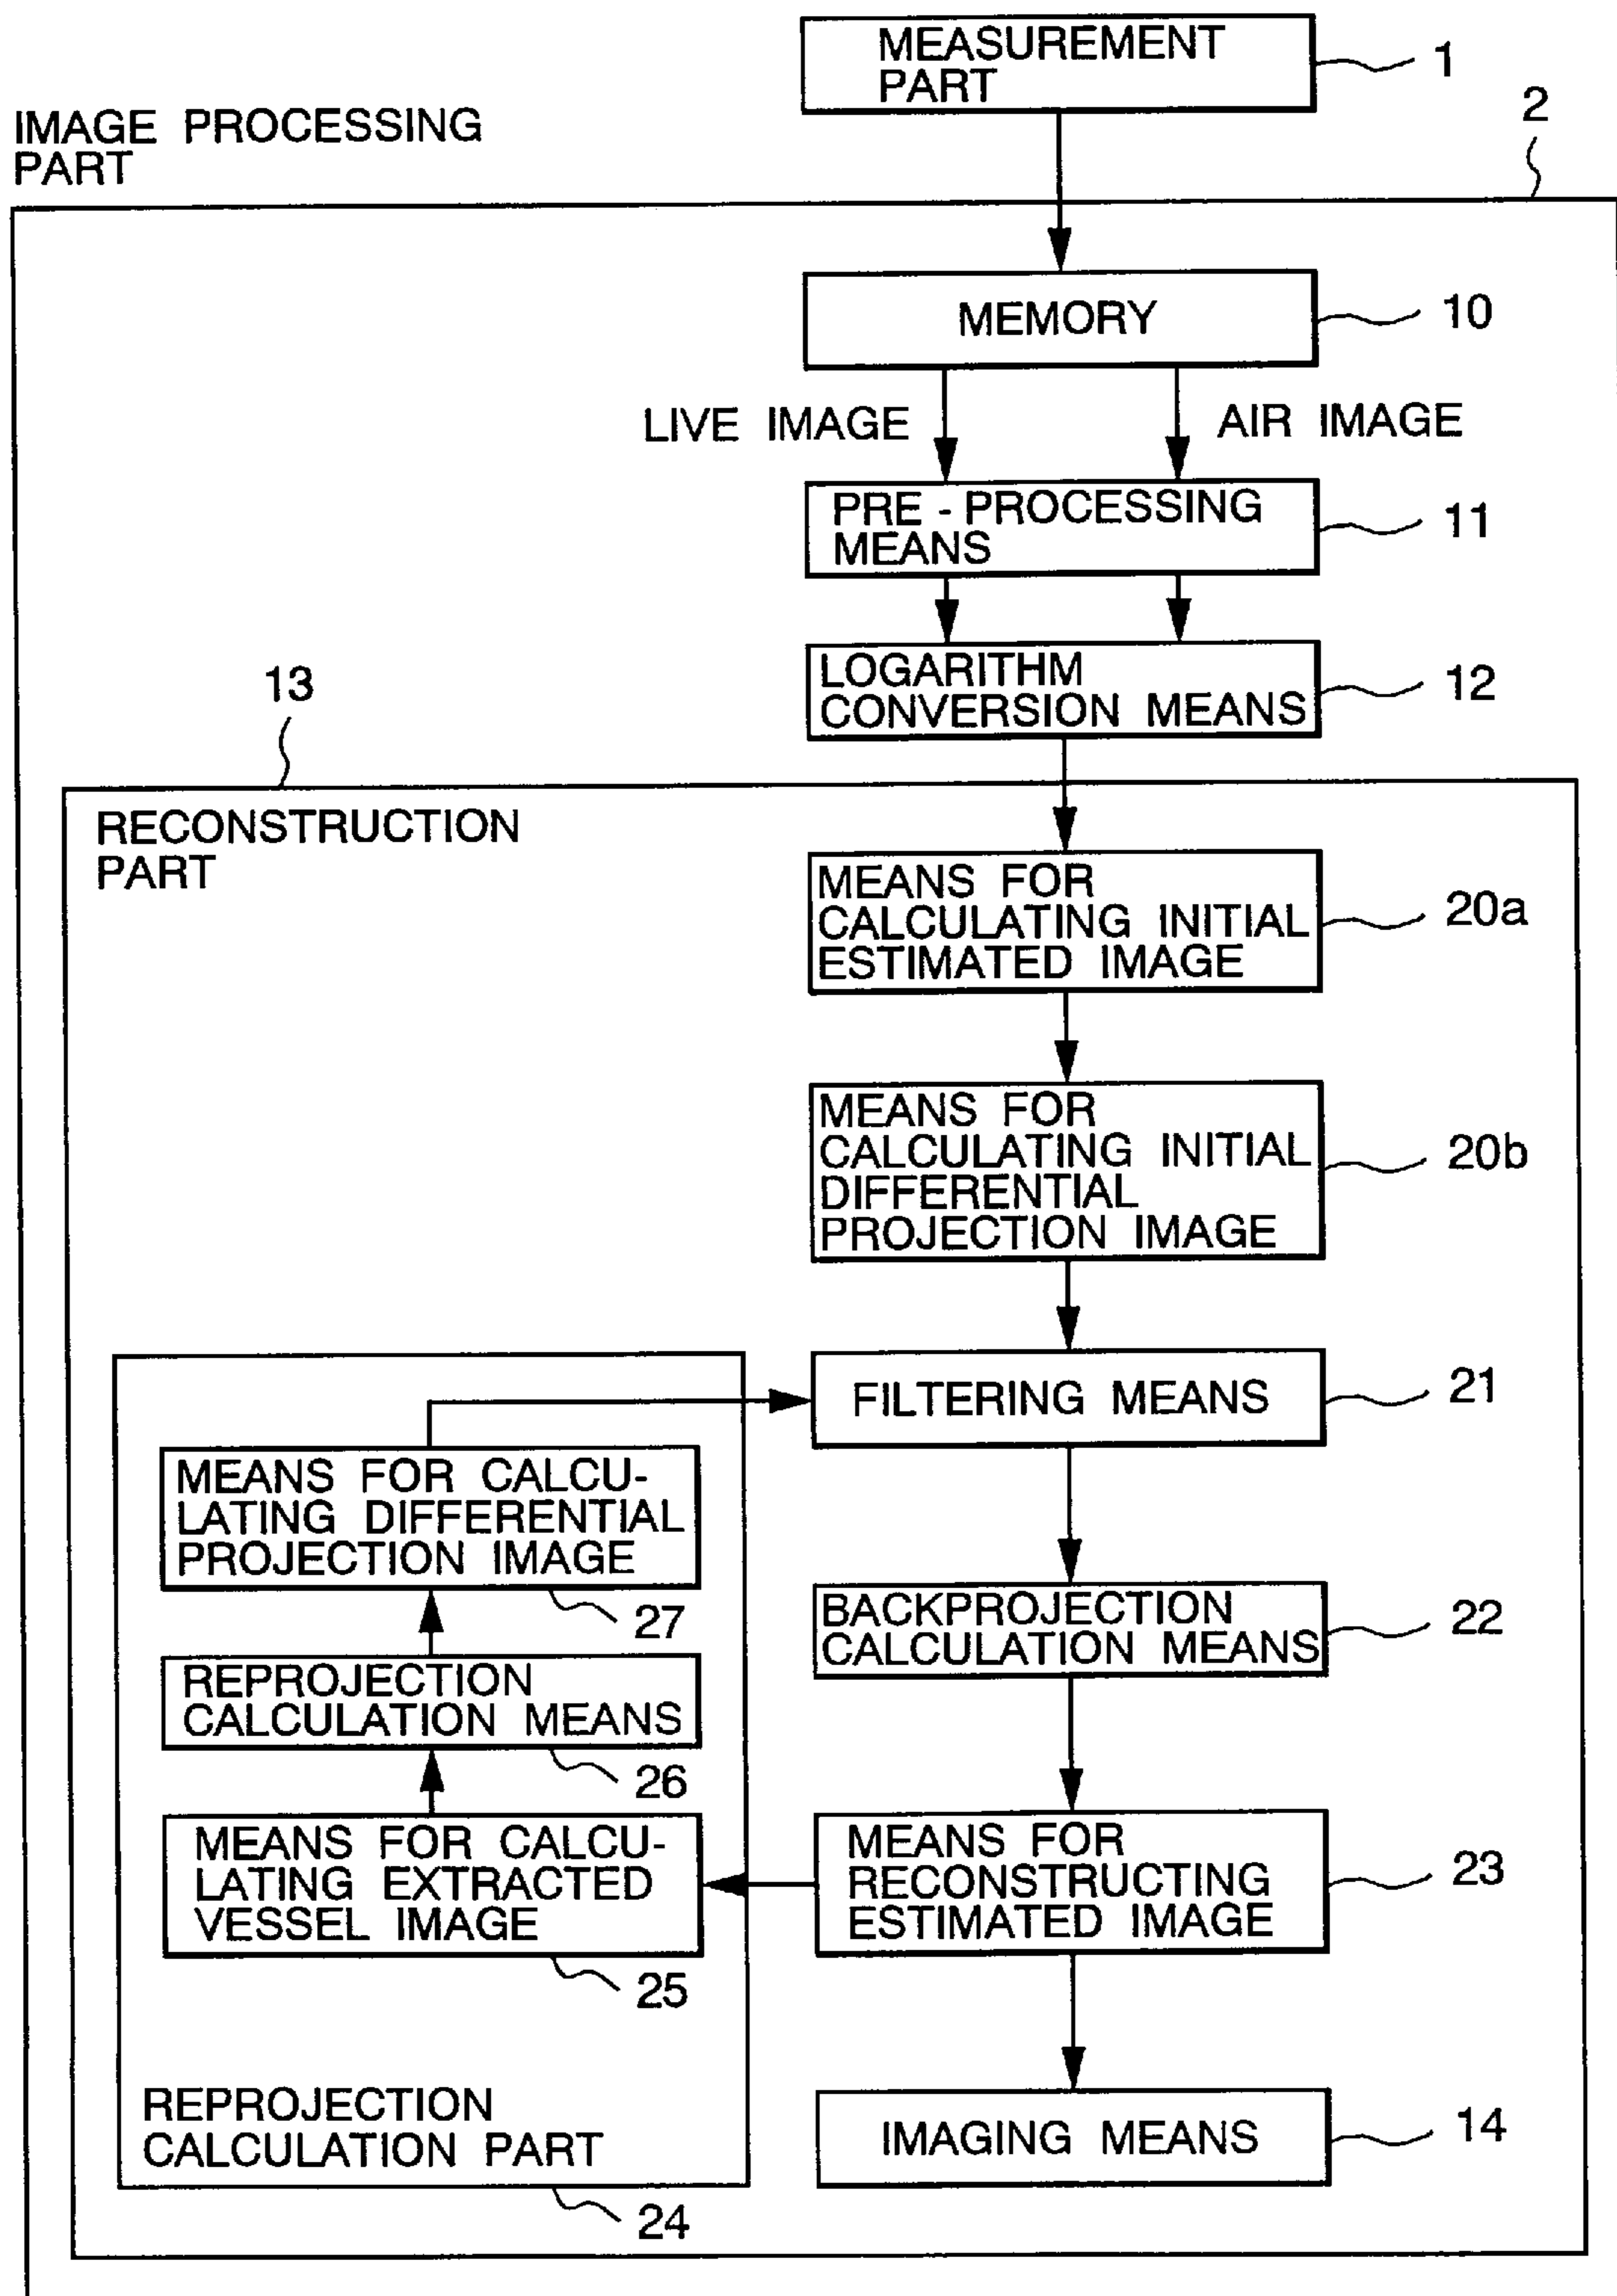 MEASUREMENT
PART
1
IMAGE PROCESSING
PART
2
MEMORY
10
LIVE IMAGE
AIR IMAGE
PRE - PROCESSING
MEANS
11
LOGARITHM
CONVERSION MEANS
12
13
RECONSTRUCTION
PART
MEANS FOR
CALCULATING INITIAL
ESTIMATED IMAGE
20a
MEANS FOR
CALCULATING INITIAL
DIFFERENTIAL
PROJECTION IMAGE
20b
FILTERING MEANS
21
MEANS FOR CALCU-
LATING DIFFERENTIAL
PROJECTION IMAGE
27
BACKPROJECTION
CALCULATION MEANS
22
REPROJECTION
CALCULATION MEANS
26
MEANS FOR CALCU-
LATING EXTRACTED
VESSEL IMAGE
25
MEANS FOR
RECONSTRUCTING
ESTIMATED IMAGE
23
REPROJECTION
CALCULATION PART
24
IMAGING MEANS
14